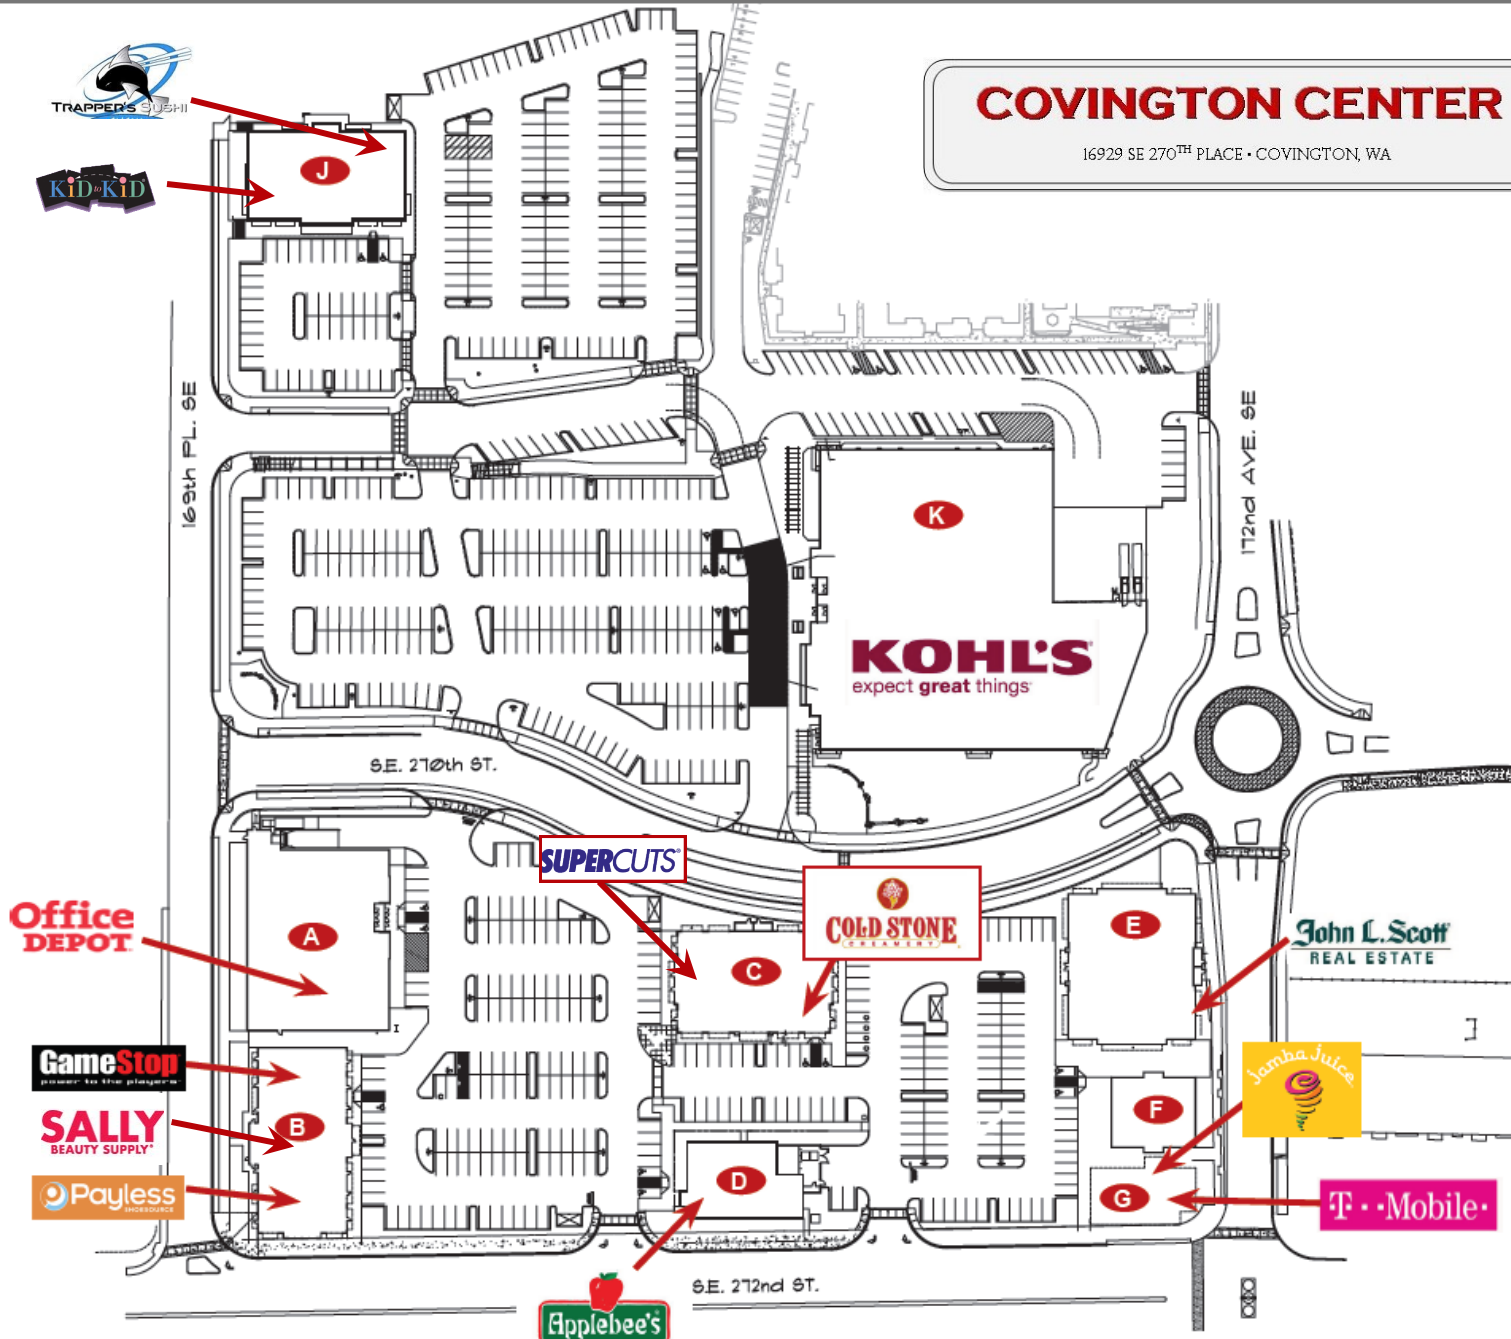 COVINGTON CENTER
16929 SE 270TH PLACE • COVINGTON, WA
TRAPPER'S SUSHI
KiD to KiD
J
169th PL. SE
172nd AVE. SE
K
KOHL'S
expect great things
S.E. 270th ST.
SUPERCUTS
COLD STONE
CREAMERY
Office
DEPOT
A
C
E
John L. Scott
REAL ESTATE
GameStop
power to the players
SALLY
BEAUTY SUPPLY
B
Jamba Juice
F
Payless
SHOESOURCE
D
G
T··Mobile·
S.E. 272nd ST.
Applebee's